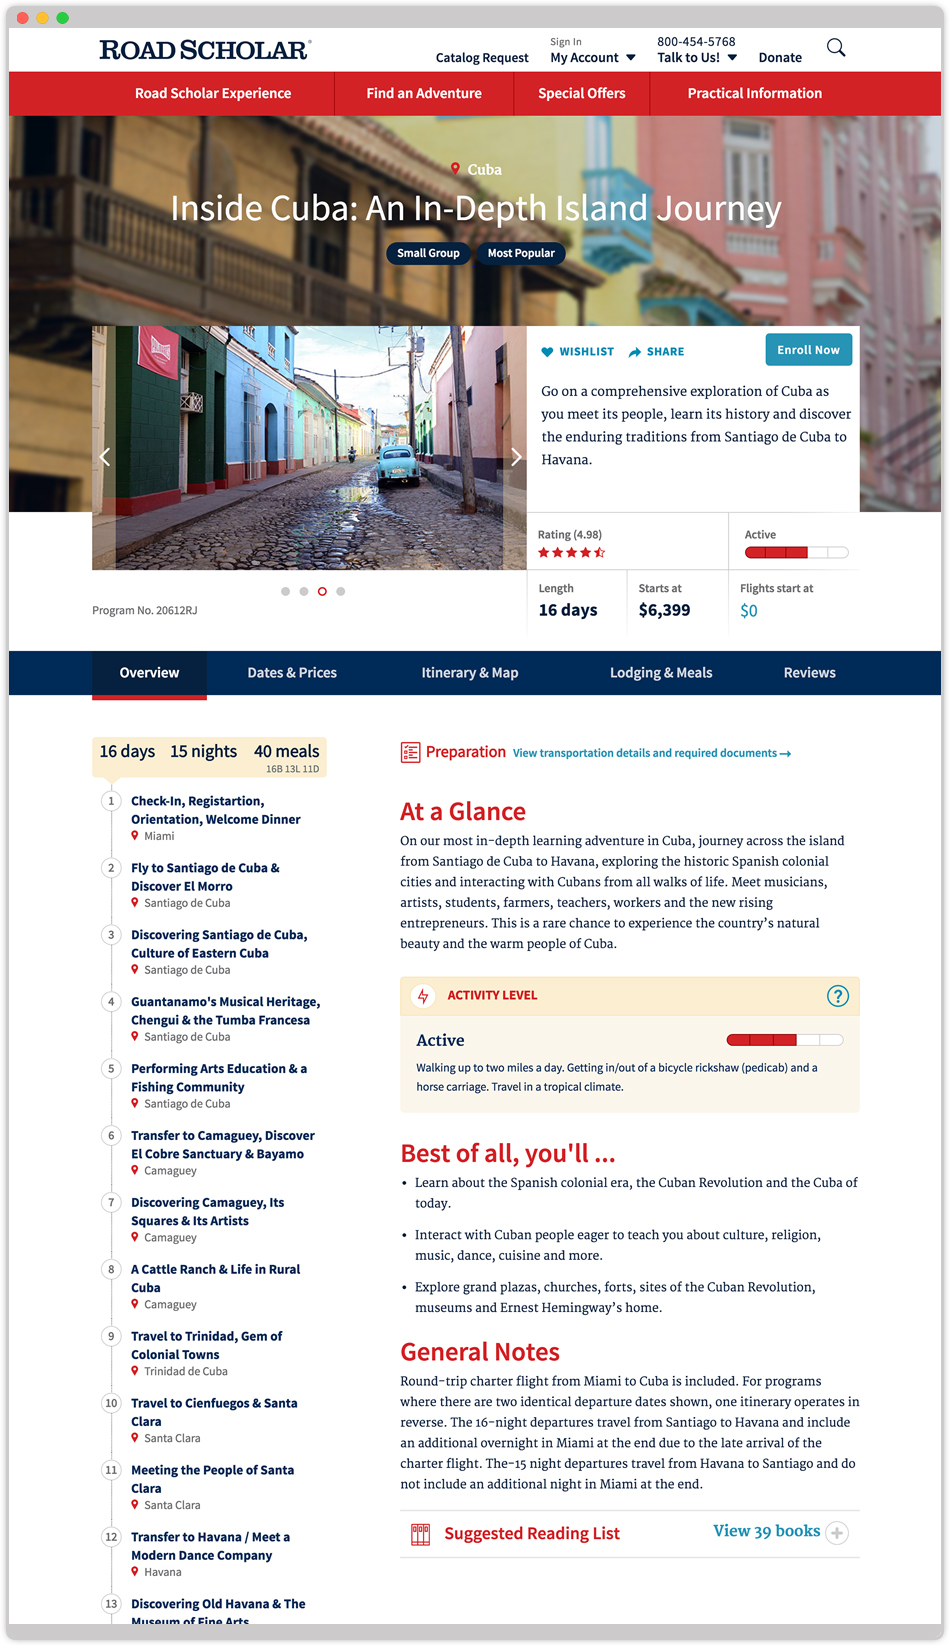 ROAD SCHOLAR®
Catalog Request
Sign In
My Account
800-454-5768
Talk to Us!
Donate
Road Scholar Experience
Find an Adventure
Special Offers
Practical Information
Cuba
Inside Cuba: An In-Depth Island Journey
Small Group
Most Popular
WISHLIST
SHARE
Enroll Now
Go on a comprehensive exploration of Cuba as
you meet its people, learn its history and discover
the enduring traditions from Santiago de Cuba to
Havana.
Rating (4.98)
Active
Length
16 days
Starts at
$6,399
Flights start at
$0
Program No. 20612RJ
Overview
Dates & Prices
Itinerary & Map
Lodging & Meals
Reviews
16 days 15 nights 40 meals
16B 13L 11D
1 Check-In, Registartion,
Orientation, Welcome Dinner
Miami
2 Fly to Santiago de Cuba &
Discover El Morro
Santiago de Cuba
3 Discovering Santiago de Cuba,
Culture of Eastern Cuba
Santiago de Cuba
4 Guantanamo's Musical Heritage,
Chengui & the Tumba Francesa
Santiago de Cuba
5 Performing Arts Education & a
Fishing Community
Santiago de Cuba
6 Transfer to Camaguey, Discover
El Cobre Sanctuary & Bayamo
Camaguey
7 Discovering Camaguey, Its
Squares & Its Artists
Camaguey
8 A Cattle Ranch & Life in Rural
Cuba
Camaguey
9 Travel to Trinidad, Gem of
Colonial Towns
Trinidad de Cuba
10 Travel to Cienfuegos & Santa
Clara
Santa Clara
11 Meeting the People of Santa
Clara
Santa Clara
12 Transfer to Havana / Meet a
Modern Dance Company
Havana
13 Discovering Old Havana & The
Museum of Fine Arts
Preparation View transportation details and required documents→
At a Glance
On our most in-depth learning adventure in Cuba, journey across the island
from Santiago de Cuba to Havana, exploring the historic Spanish colonial
cities and interacting with Cubans from all walks of life. Meet musicians,
artists, students, farmers, teachers, workers and the new rising
entrepreneurs. This is a rare chance to experience the country’s natural
beauty and the warm people of Cuba.
ACTIVITY LEVEL
?
Active
Walking up to two miles a day. Getting in/out of a bicycle rickshaw (pedicab) and a
horse carriage. Travel in a tropical climate.
Best of all, you'll ...
• Learn about the Spanish colonial era, the Cuban Revolution and the Cuba of
today.
• Interact with Cuban people eager to teach you about culture, religion,
music, dance, cuisine and more.
• Explore grand plazas, churches, forts, sites of the Cuban Revolution,
museums and Ernest Hemingway’s home.
General Notes
Round-trip charter flight from Miami to Cuba is included. For programs
where there are two identical departure dates shown, one itinerary operates in
reverse. The 16-night departures travel from Santiago to Havana and include
an additional overnight in Miami at the end due to the late arrival of the
charter flight. The-15 night departures travel from Havana to Santiago and do
not include an additional night in Miami at the end.
Suggested Reading List
View 39 books